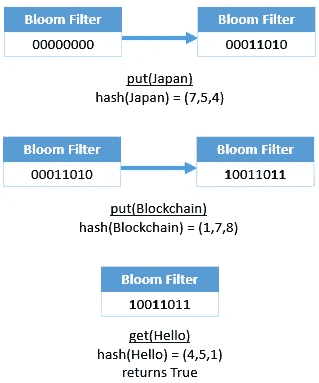 Bloom Filter Bloom Filter
00000000 00011010
put(Japan)
hash(Japan) = (7,5,4)
Bloom Filter Bloom Filter
00011010 10011011
put(Blockchain)
hash(Blockchain) = (1,7,8)
Bloom Filter
10011011
get(Hello)
hash(Hello) = (4,5,1)
returns True